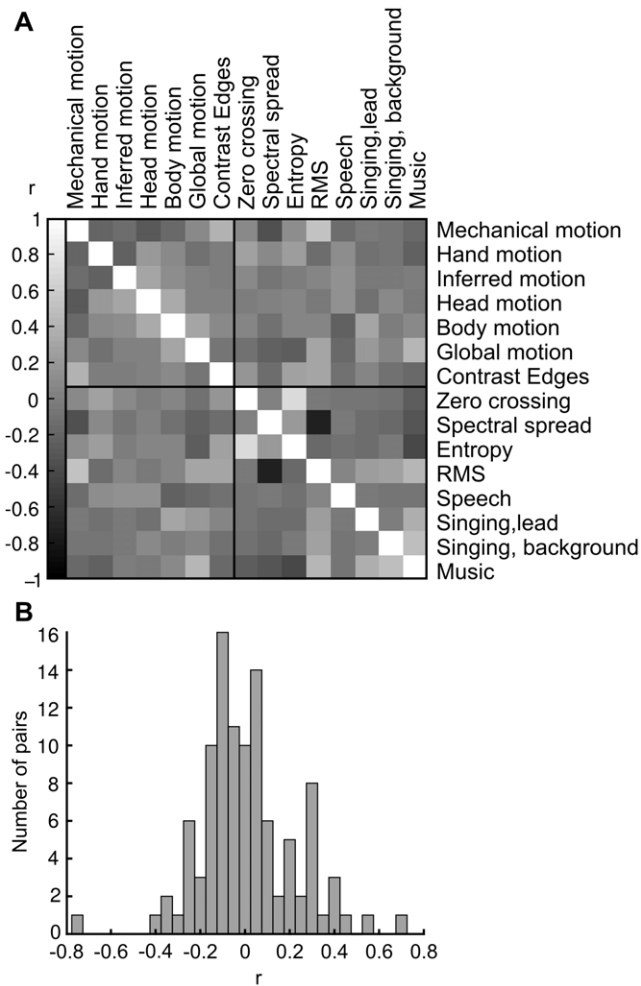 A
Mechanical motion
Hand motion
Inferred motion
Head motion
Body motion
Global motion
Contrast Edges
Zero crossing
Spectral spread
Entropy
RMS
Speech
Singing,lead
Singing, background
Music
r
1
0.8
0.6
0.4
0.2
0
-0.2
-0.4
-0.6
-0.8
–1
Mechanical motion
Hand motion
Inferred motion
Head motion
Body motion
Global motion
Contrast Edges
Zero crossing
Spectral spread
Entropy
RMS
Speech
Singing,lead
Singing, background
Music
B
Number of pairs
16
14
12
10
8
6
4
2
0
-0.8 -0.6 -0.4 -0.2 0 0.2 0.4 0.6 0.8
r